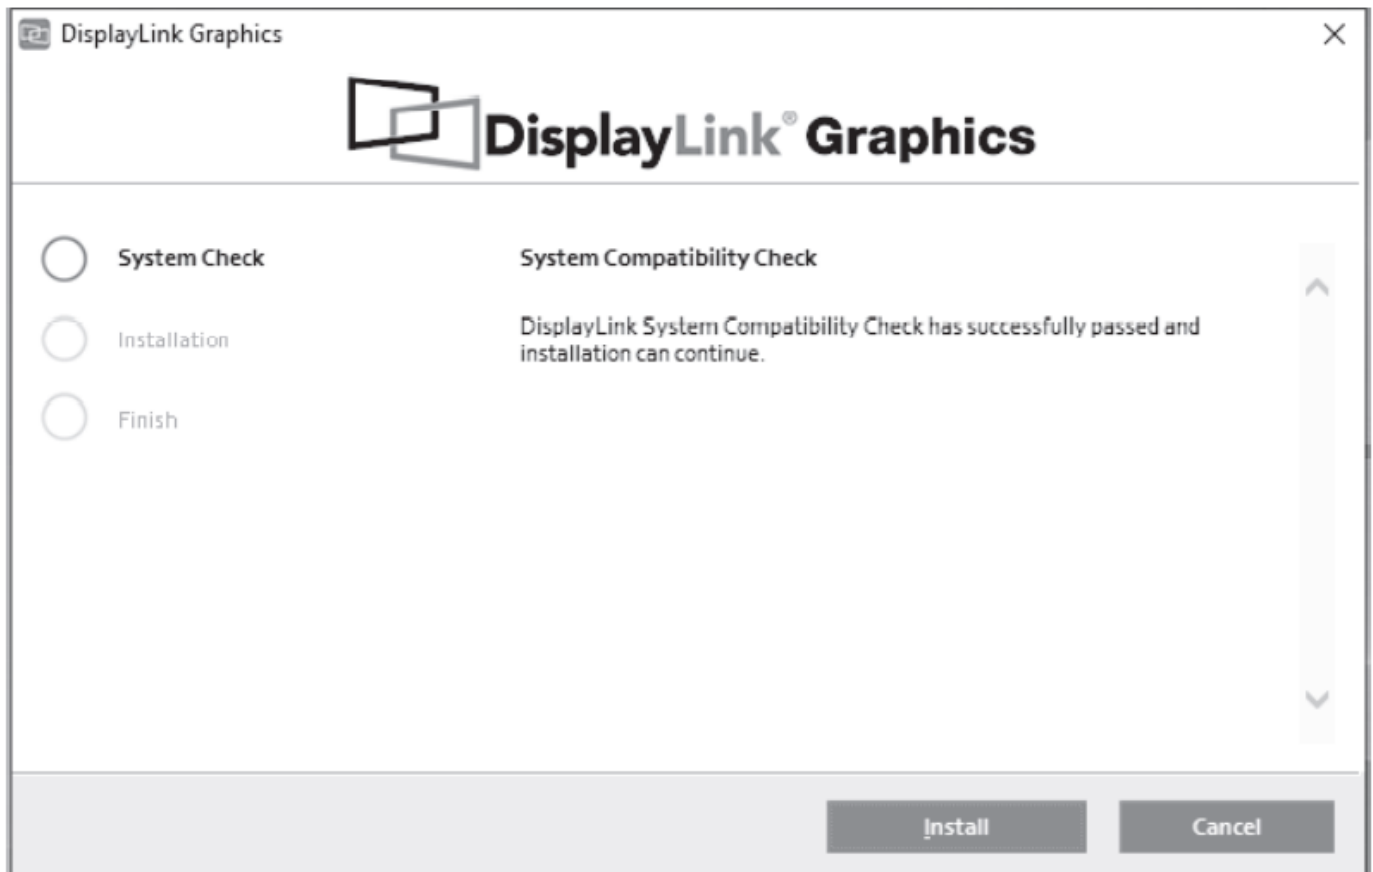 DisplayLink Graphics
DisplayLink® Graphics
System Check
Installation
Finish
System Compatibility Check
DisplayLink System Compatibility Check has successfully passed and
installation can continue.
Install
Cancel